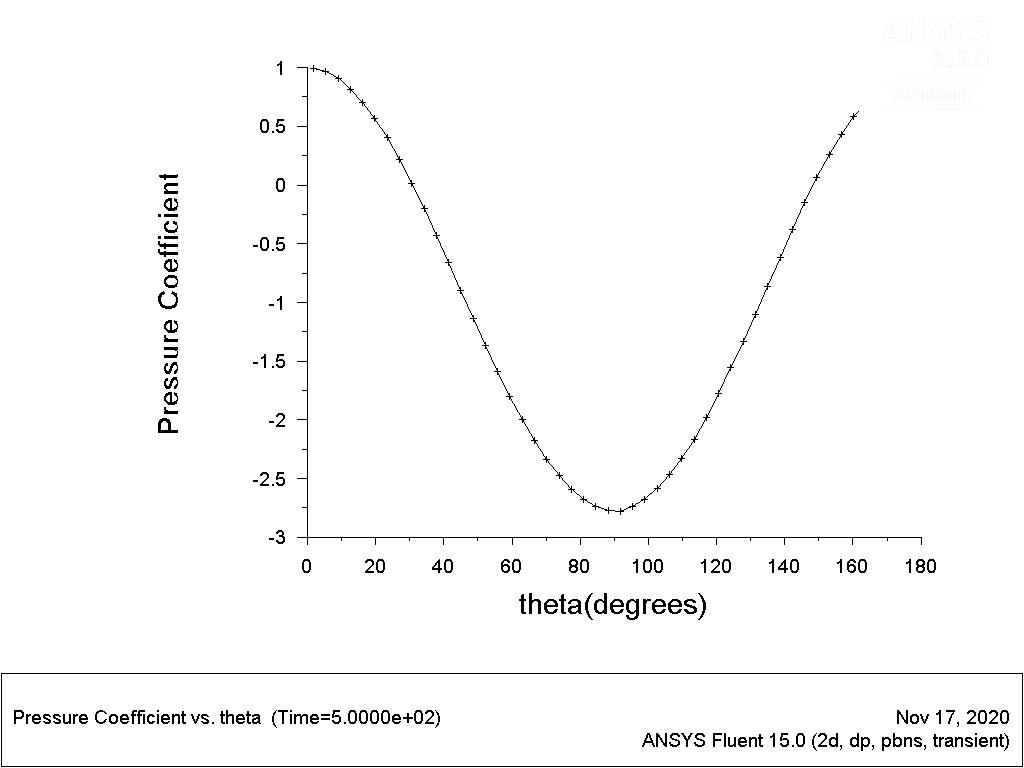 ANSYS
R15.0
Academic
1
0.5
0
-0.5
-1
-1.5
-2
-2.5
-3
Pressure Coefficient
0 20 40 60 80 100 120 140 160 180
theta(degrees)
Pressure Coefficient vs. theta (Time=5.0000e+02)
Nov 17, 2020
ANSYS Fluent 15.0 (2d, dp, pbns, transient)